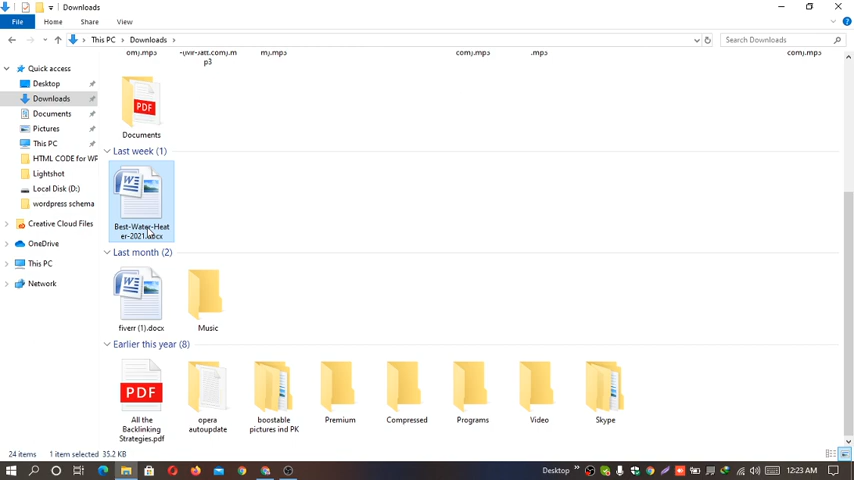 Downloads
File
Home
Share
View
This PC
Downloads
Search Downloads
Quick access
Desktop
Downloads
Documents
Pictures
This PC
HTML CODE for WF
Lightshot
Local Disk (D:)
wordpress schema
Creative Cloud Files
OneDrive
This PC
Network
om).mp3
-(Mr-Jatt.com).m
p3
m).mp3
com).mp3
.mp3
com).mp3
PDF
Documents
Last week (1)
W
Best-Water-Heat
er-2021.docx
Last month (2)
W
fiverr (1).docx
Music
Earlier this year (8)
PDF
All the
Backlinking
Strategies.pdf
opera
autoupdate
boostable
pictures ind PK
Premium
Compressed
Programs
Video
Skype
24 items
1 item selected
35.2 KB
Desktop
12:23 AM